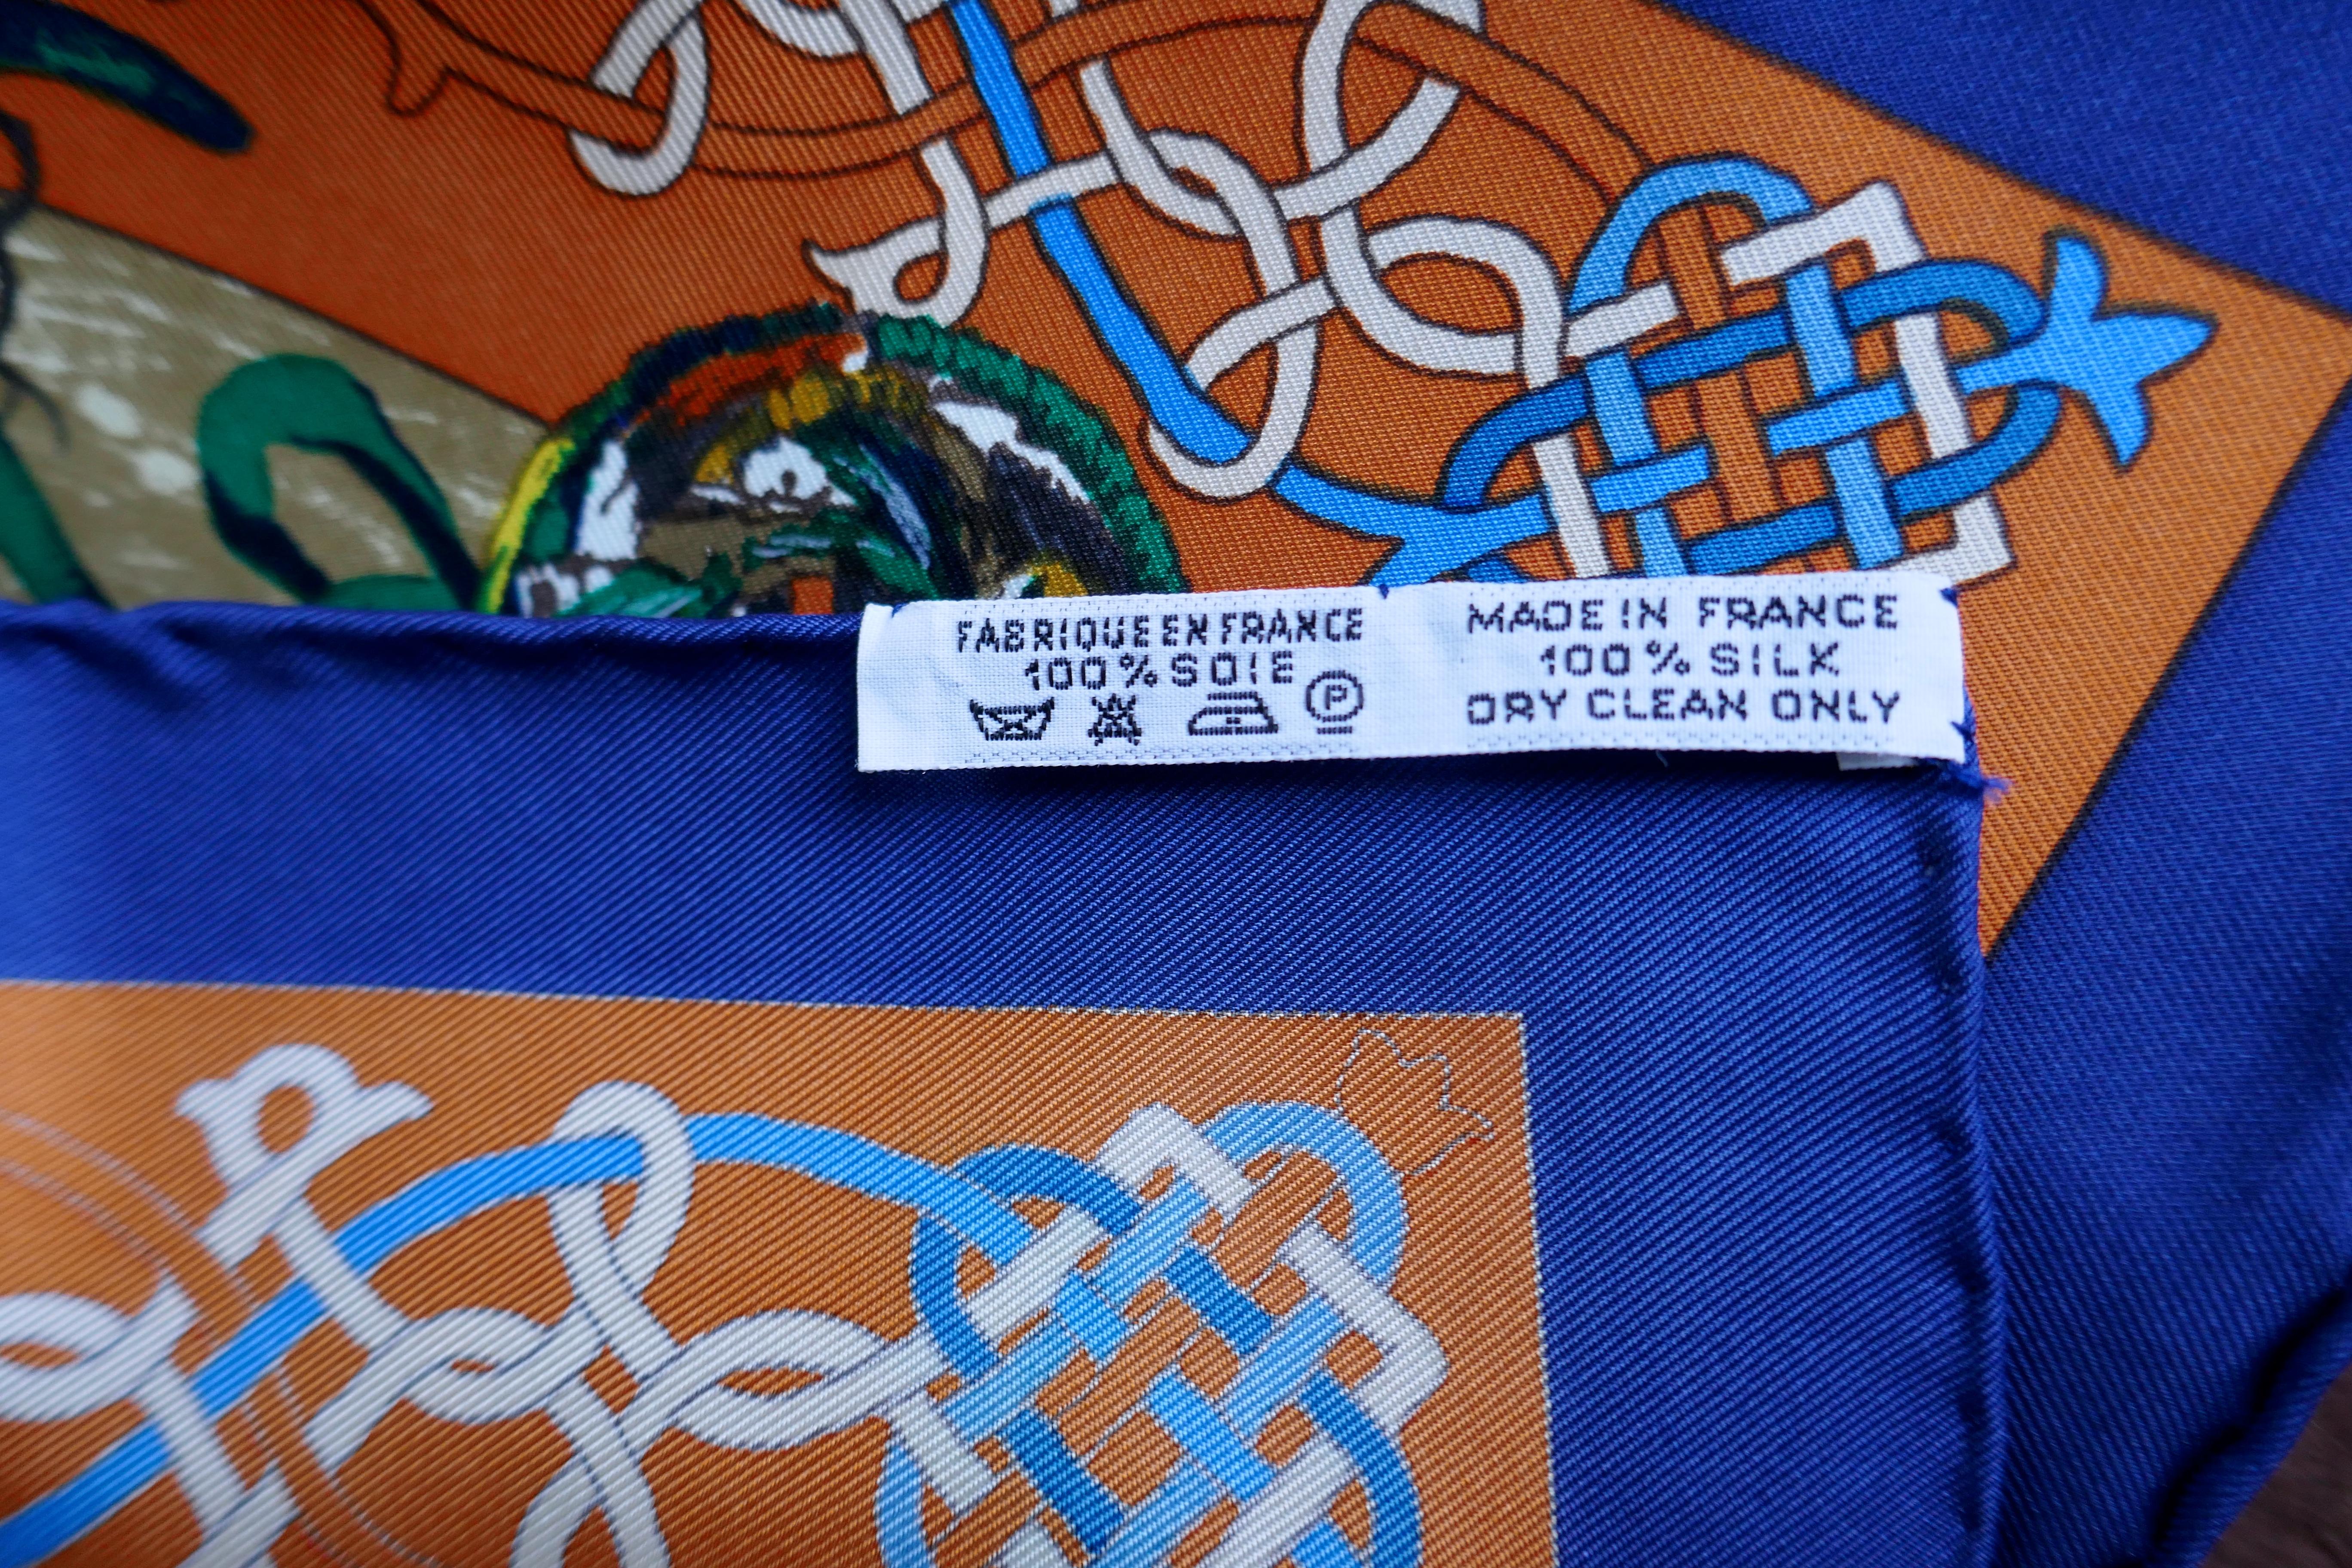 FABRIQUE EN FRANCE
100% SOIE
P
MADE IN FRANCE
100% SILK
DRY CLEAN ONLY